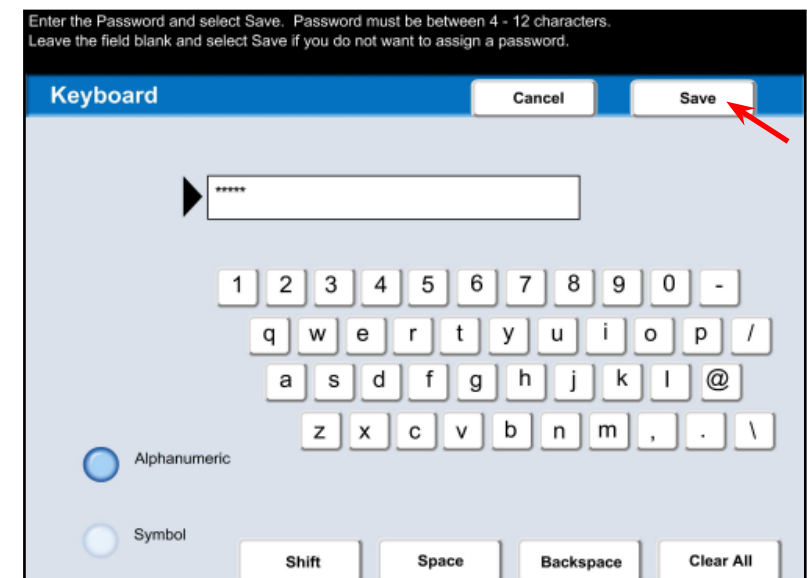 Enter the Password and select Save. Password must be between 4 - 12 characters.
Leave the field blank and select Save if you do not want to assign a password.
Keyboard Cancel Save
*****
1 2 3 4 5 6 7 8 9 0 -
q w e r t y u i o p /
a s d f g h j k l @
z x c v b n m , . \
Alphanumeric
Symbol
Shift Space Backspace Clear All